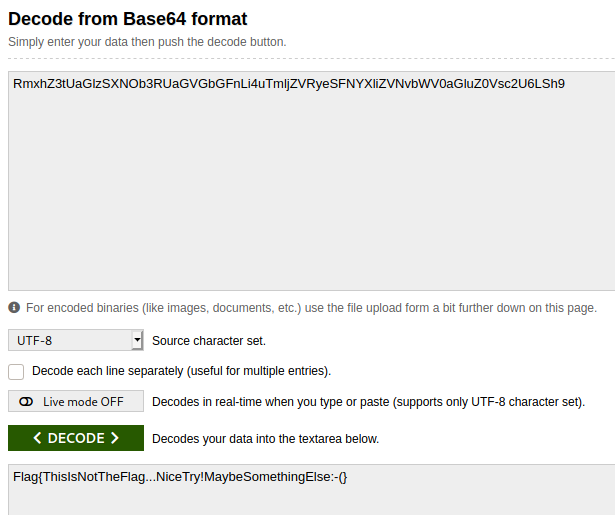 Decode from Base64 format
Simply enter your data then push the decode button.
RmxhZ3tUaGlzSXNOb3RUaGVGbGFnLi4uTmljZVRyeSFNYXliZVNvbWV0aGluZ0Vsc2U6LSh9
For encoded binaries (like images, documents, etc.) use the file upload form a bit further down on this page.
UTF-8 Source character set.
Decode each line separately (useful for multiple entries).
Live mode OFF Decodes in real-time when you type or paste (supports only UTF-8 character set).
< DECODE > Decodes your data into the textarea below.
Flag{ThisIsNotTheFlag...NiceTry!MaybeSomethingElse:-(}